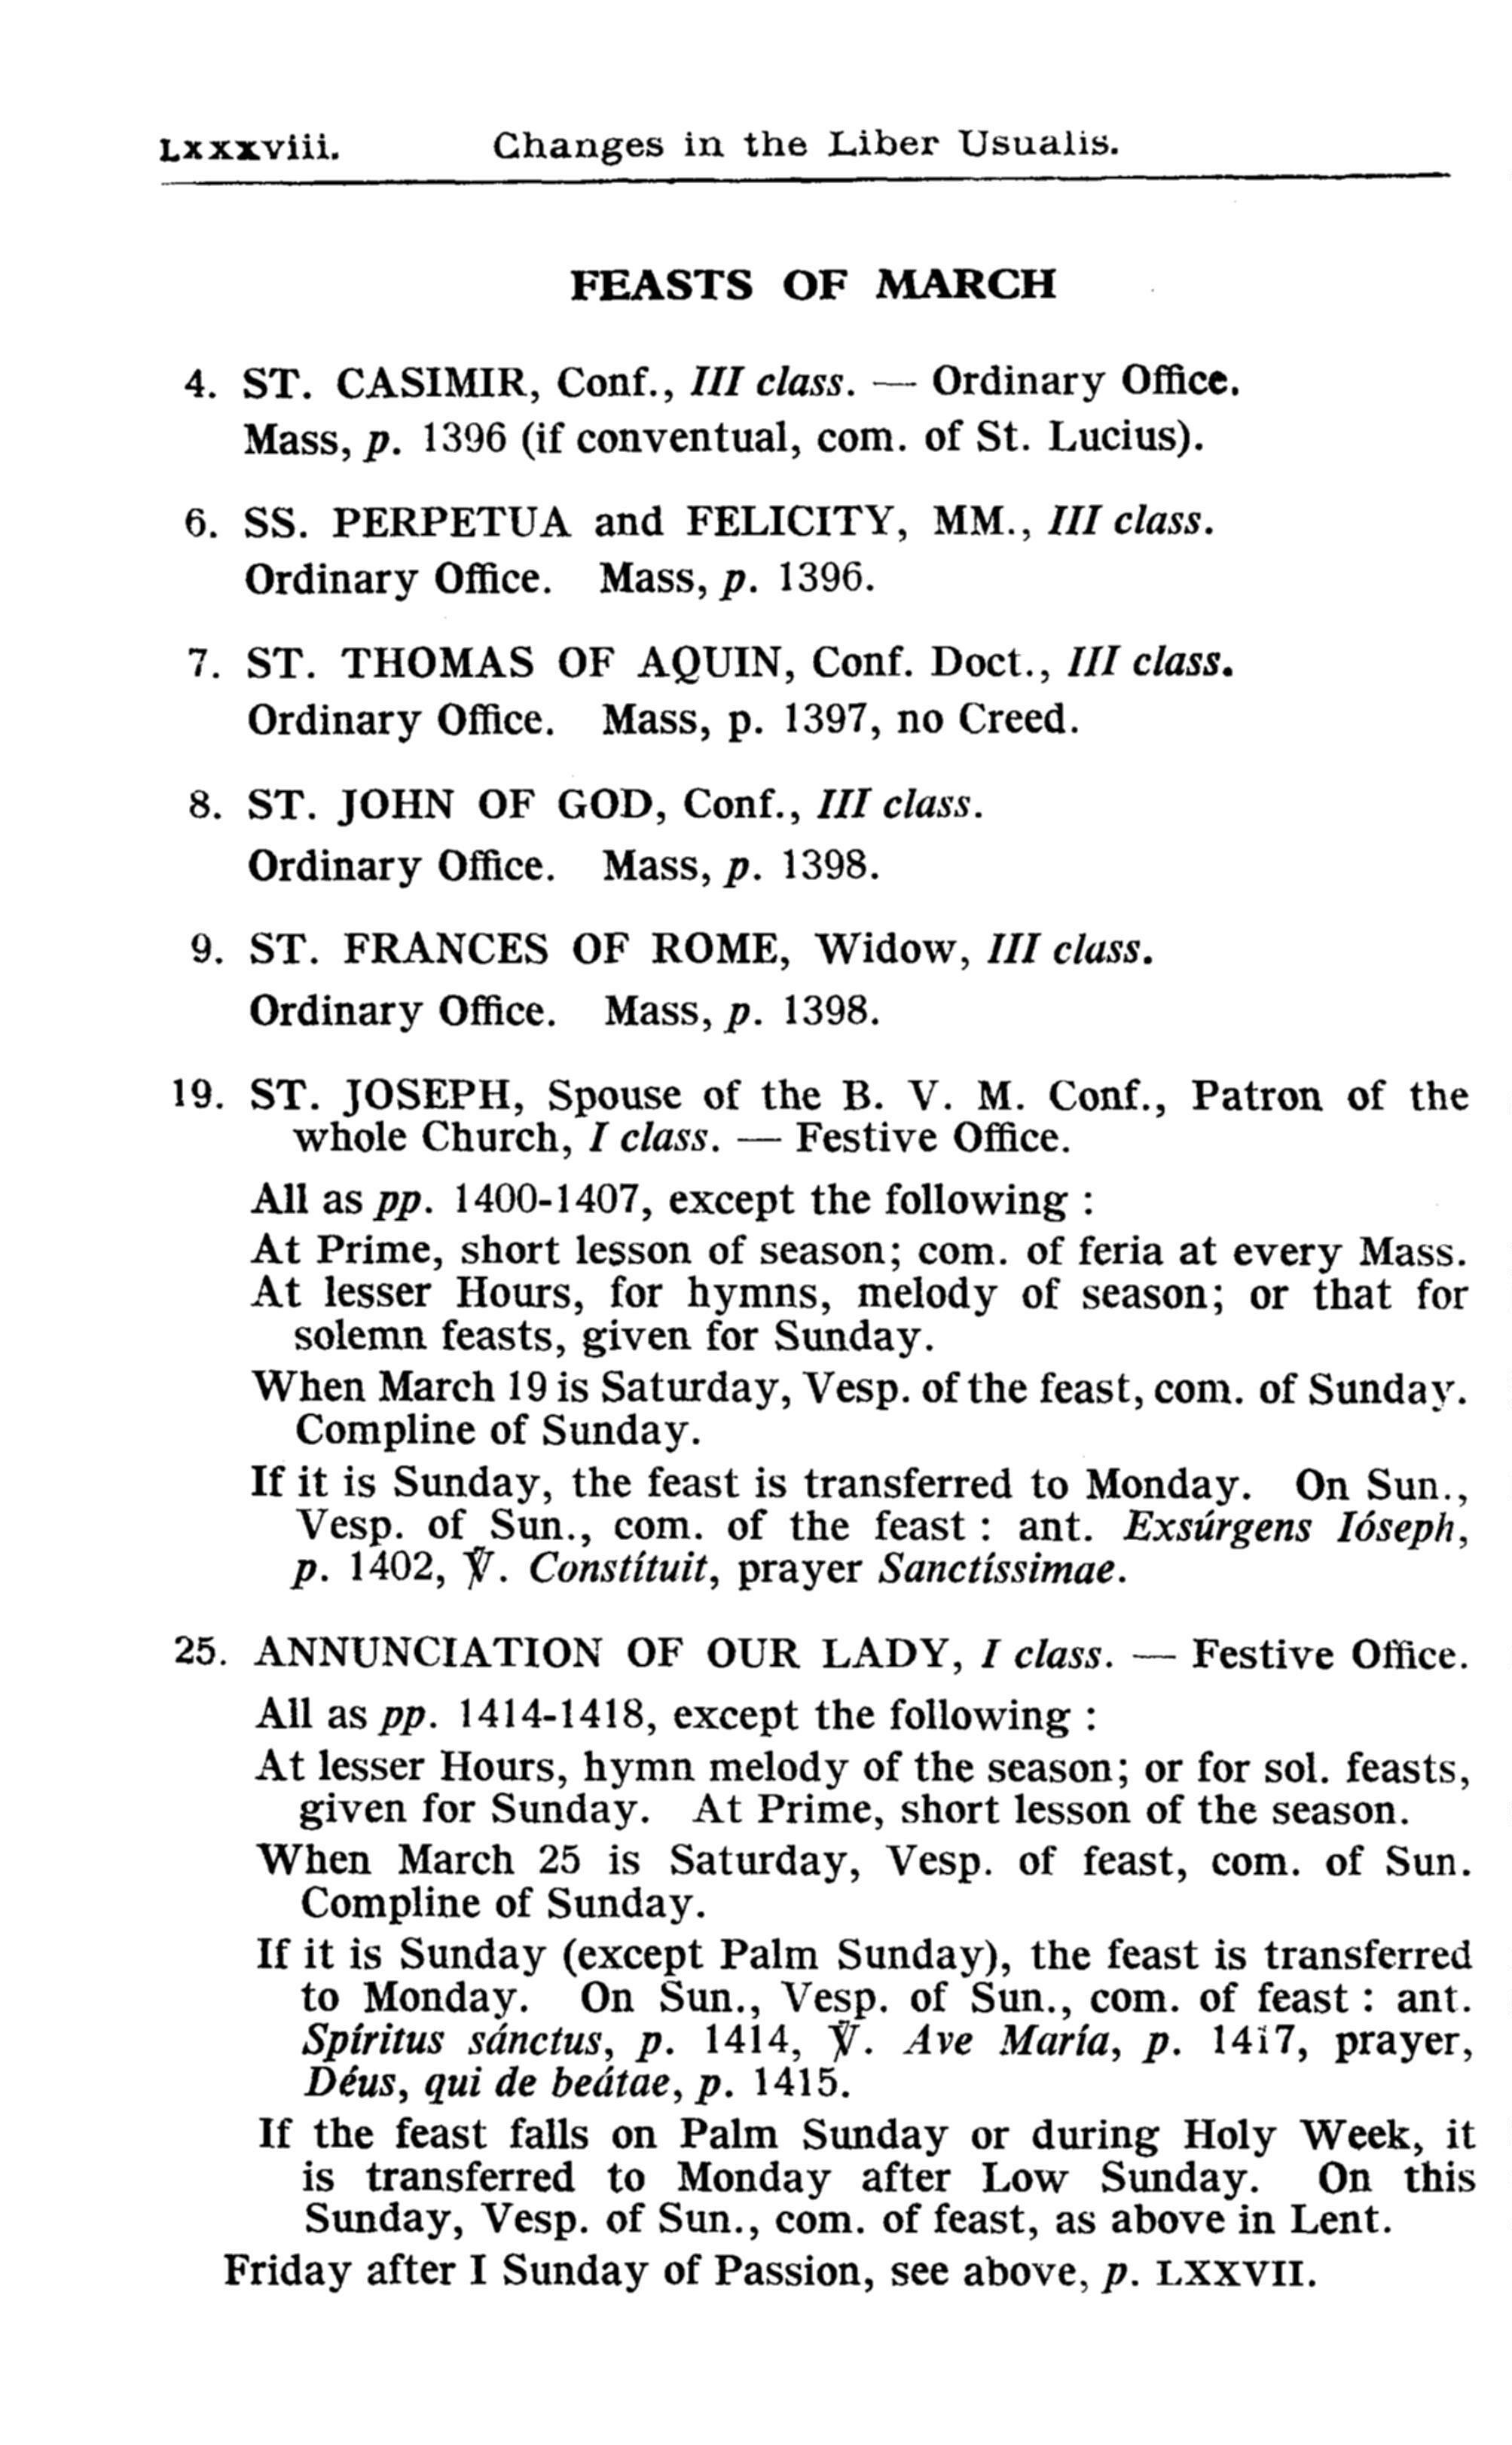 Lxxxviii. Changes in the Liber Usualis.
FEASTS OF MARCH
4. ST. CASIMIR, Conf., III class. — Ordinary Office.
Mass, p. 1396 (if conventual, com. of St. Lucius).
6. SS. PERPETUA and FELICITY, MM., III class.
Ordinary Office. Mass, p. 1396.
7. ST. THOMAS OF AQUIN, Conf. Doct., III class.
Ordinary Office. Mass, p. 1397, no Creed.
8. ST. JOHN OF GOD, Conf., III class.
Ordinary Office. Mass, p. 1398.
9. ST. FRANCES OF ROME, Widow, III class.
Ordinary Office. Mass, p. 1398.
19. ST. JOSEPH, Spouse of the B. V. M. Conf., Patron of the
whole Church, I class. — Festive Office.
All as pp. 1400-1407, except the following :
At Prime, short lesson of season; com. of feria at every Mass.
At lesser Hours, for hymns, melody of season; or that for
solemn feasts, given for Sunday.
When March 19 is Saturday, Vesp. of the feast, com. of Sunday.
Compline of Sunday.
If it is Sunday, the feast is transferred to Monday. On Sun.,
Vesp. of Sun., com. of the feast : ant. Exsúrgens Ióseph,
p. 1402, ℣. Constítuit, prayer Sanctíssimae.
25. ANNUNCIATION OF OUR LADY, I class. — Festive Office.
All as pp. 1414-1418, except the following :
At lesser Hours, hymn melody of the season; or for sol. feasts,
given for Sunday. At Prime, short lesson of the season.
When March 25 is Saturday, Vesp. of feast, com. of Sun.
Compline of Sunday.
If it is Sunday (except Palm Sunday), the feast is transferred
to Monday. On Sun., Vesp. of Sun., com. of feast : ant.
Spíritus sánctus, p. 1414, ℣. Ave María, p. 1417, prayer,
Déus, qui de beátae, p. 1415.
If the feast falls on Palm Sunday or during Holy Week, it
is transferred to Monday after Low Sunday. On this
Sunday, Vesp. of Sun., com. of feast, as above in Lent.
Friday after I Sunday of Passion, see above, p. LXXVII.